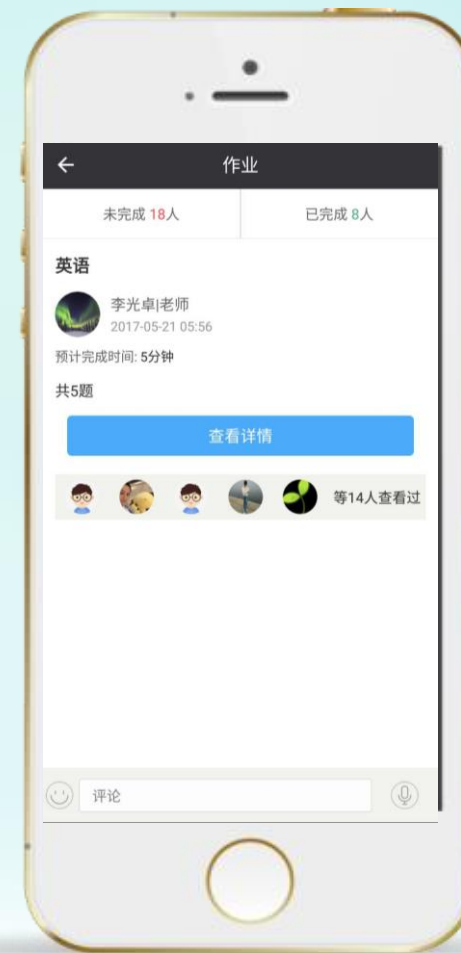 作业
未完成 18人
已完成 8人
英语
李光卓|老师
2017-05-21 05:56
预计完成时间: 5分钟
共5题
查看详情
等14人查看过
评论